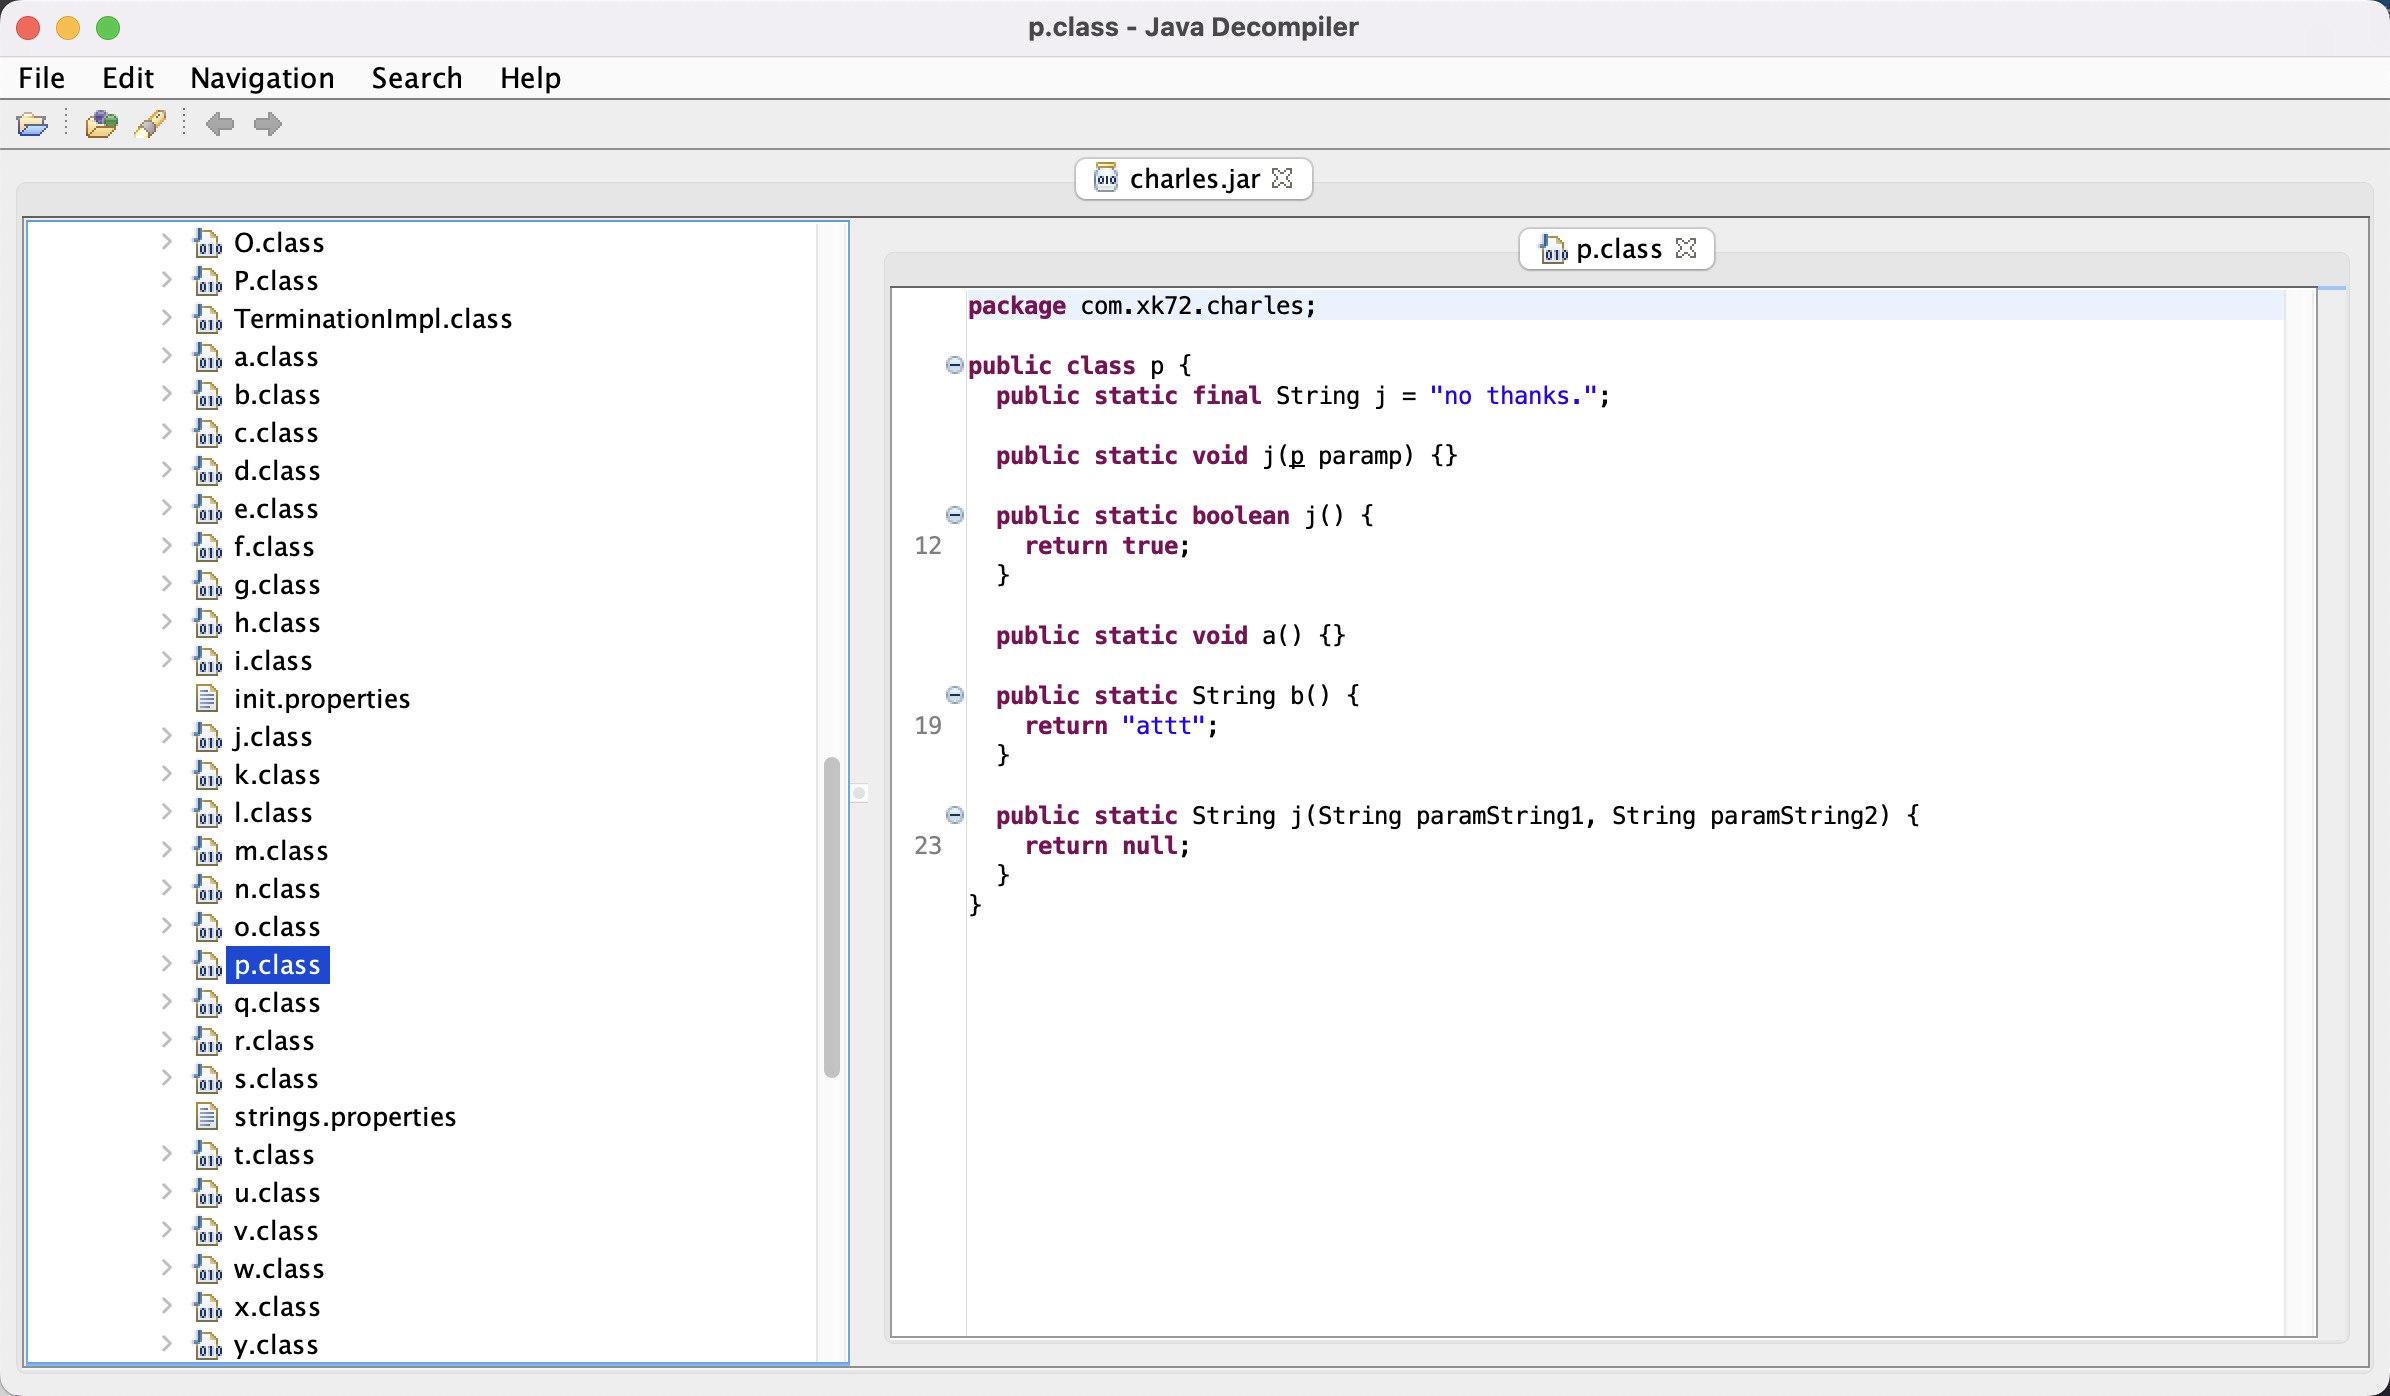 p.class - Java Decompiler
File Edit Navigation Search Help
charles.jar
O.class
P.class
TerminationImpl.class
a.class
b.class
c.class
d.class
e.class
f.class
g.class
h.class
i.class
init.properties
j.class
k.class
l.class
m.class
n.class
o.class
p.class
q.class
r.class
s.class
strings.properties
t.class
u.class
v.class
w.class
x.class
y.class
p.class
package com.xk72.charles;
public class p {
public static final String j = "no thanks.";
public static void j(p paramp) {}
public static boolean j() {
12 return true;
}
public static void a() {}
public static String b() {
19 return "attt";
}
public static String j(String paramString1, String paramString2) {
23 return null;
}
}